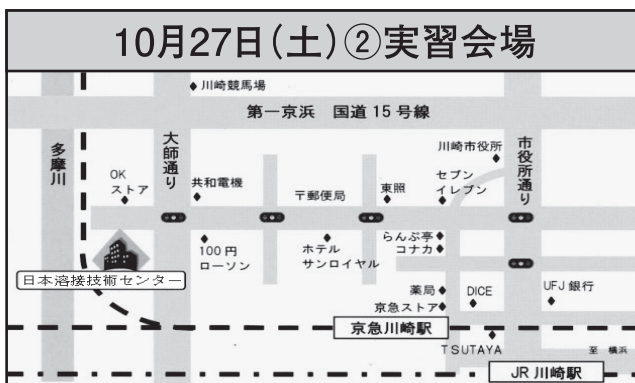 10月27日(土)②実習会場
川崎競馬場
第一京浜 国道15号線
多摩川
大師通り
市役所通り
川崎市役所
OK
ストア
共和電機
〒郵便局
東照
セブン
イレブン
100円
ローソン
ホテル
サンロイヤル
らんぷ亭
コナカ
日本溶接技術センター
薬局
京急ストア
DICE
UFJ銀行
京急川崎駅
TSUTAYA
至 横浜
JR川崎駅